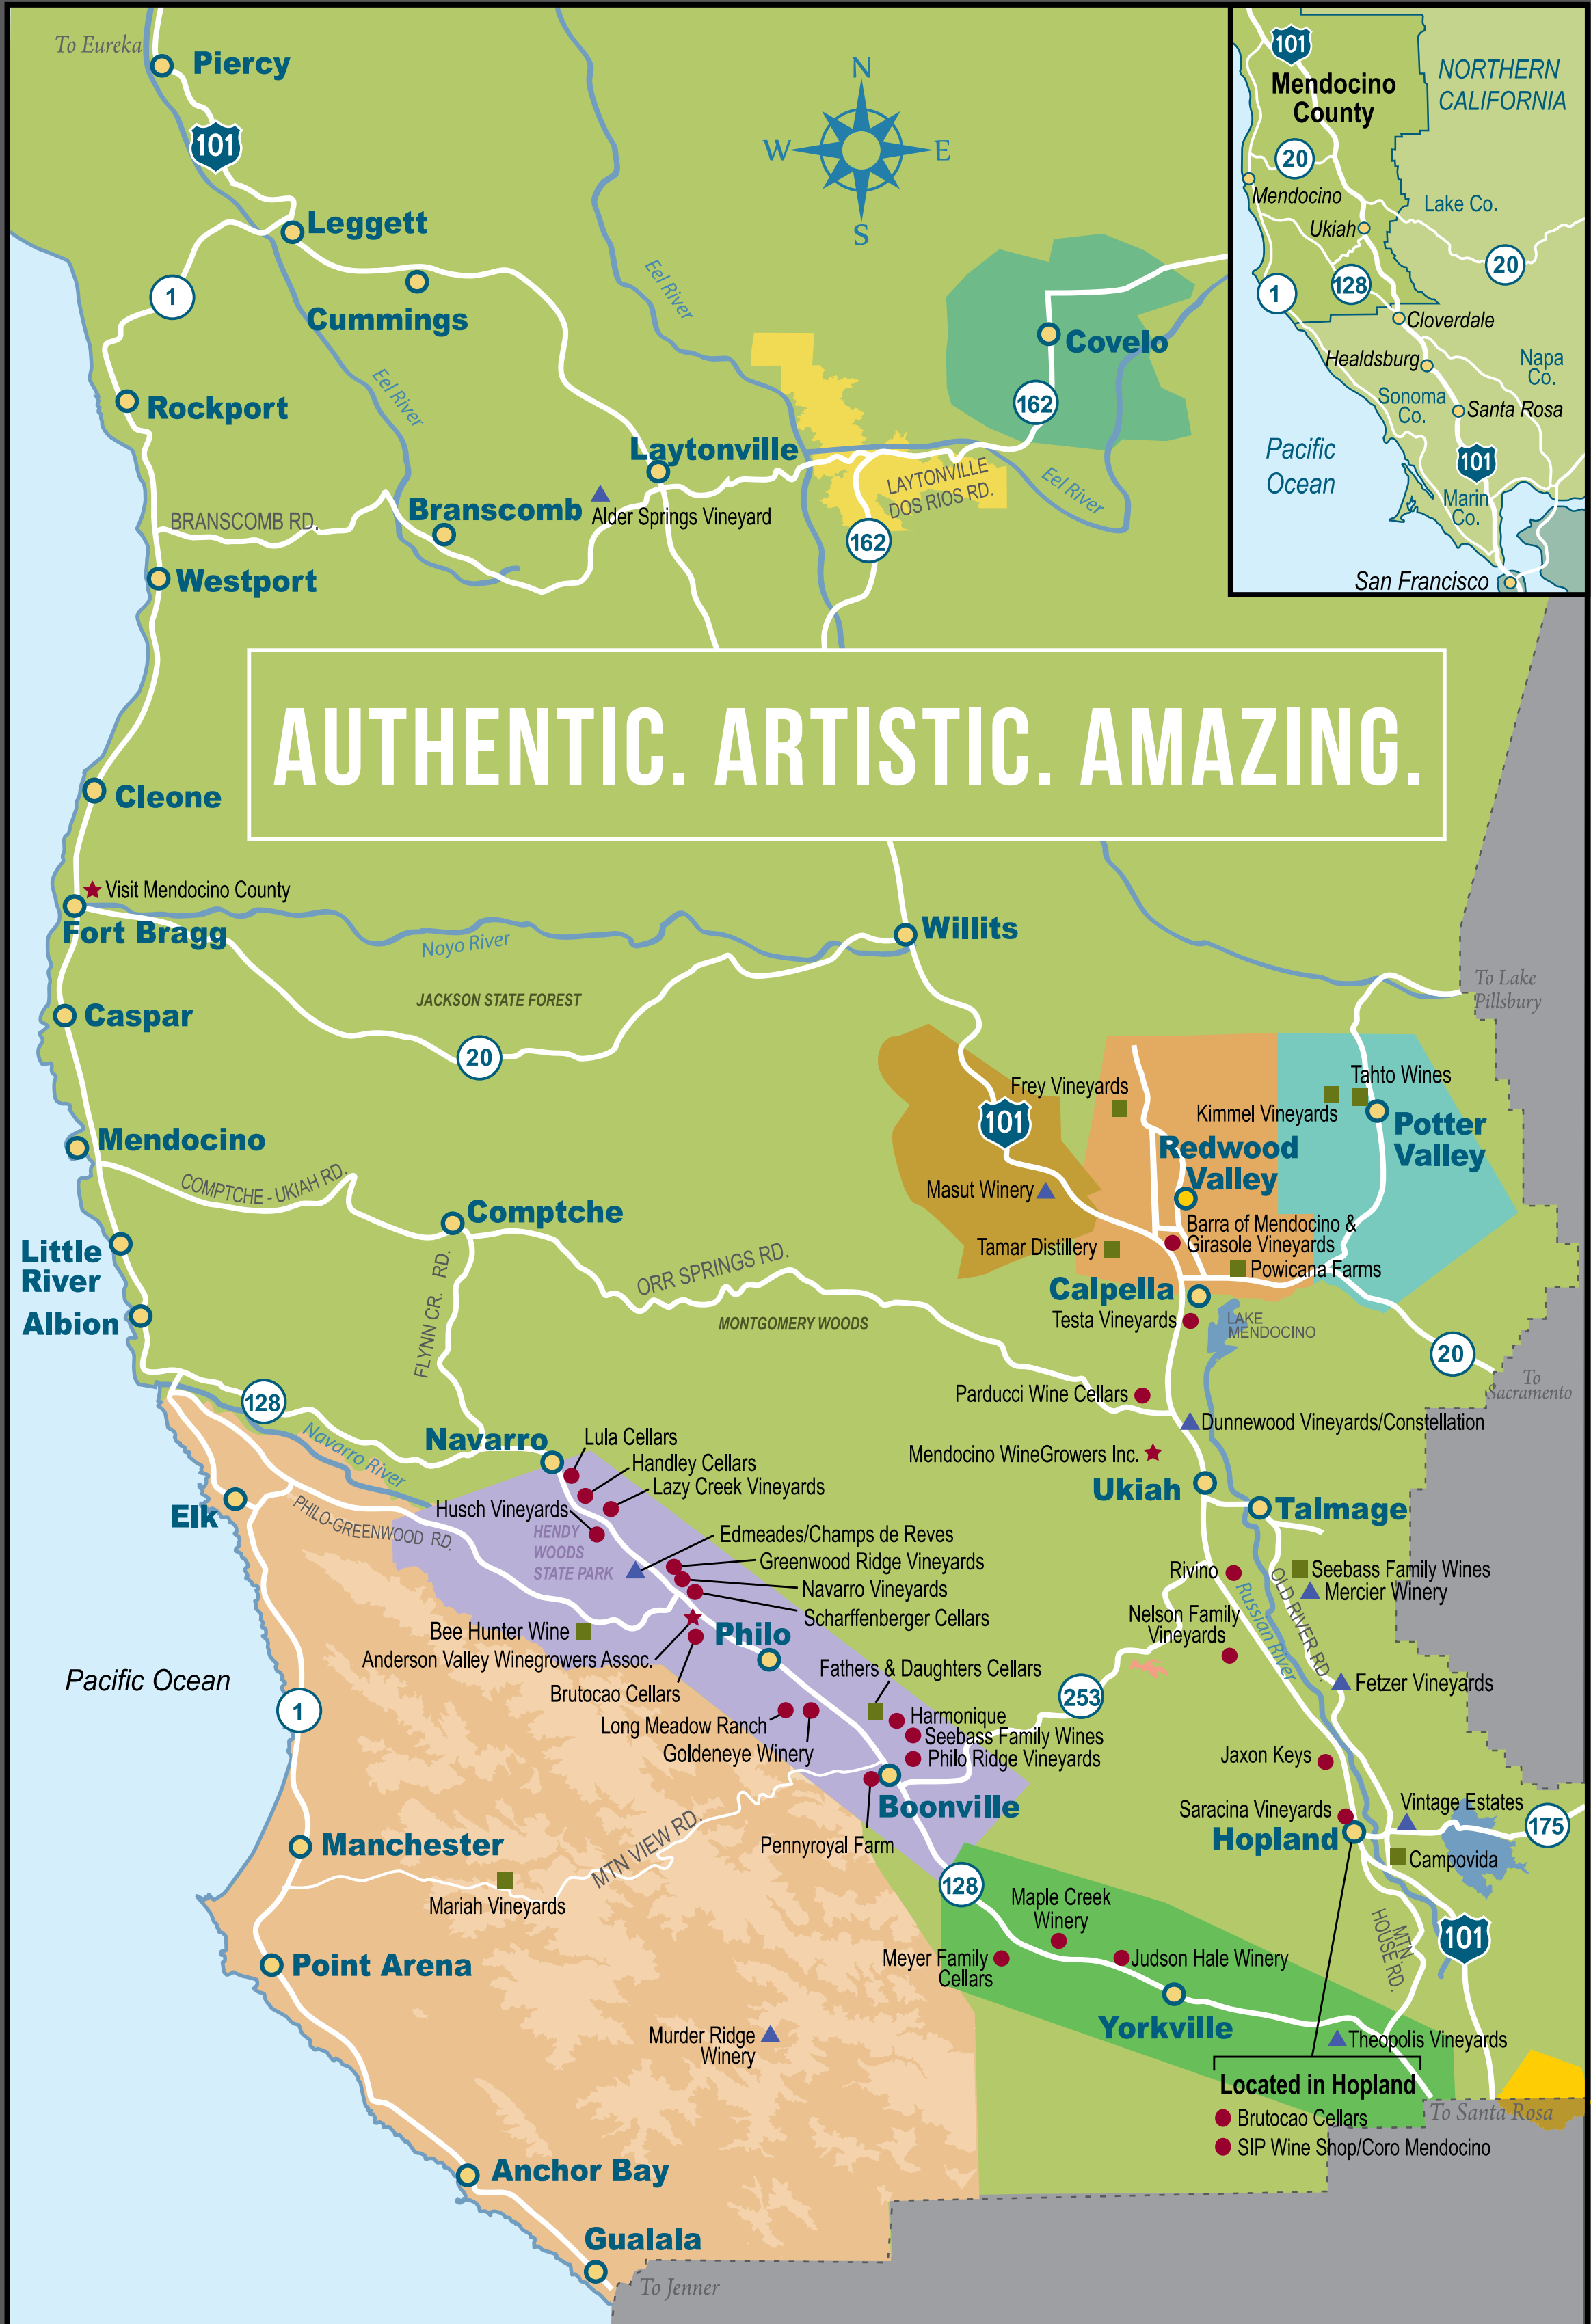 To Eureka
Piercy
101
Leggett
1
Cummings
Rockport
Eel River
Eel River
N
W
E
S
Covelo
162
Laytonville
LAYTONVILLE
DOS RIOS RD.
Eel River
162
Branscomb
Alder Springs Vineyard
BRANSCOMB RD.
Westport
101
Mendocino
County
NORTHERN
CALIFORNIA
20
Mendocino
Lake Co.
Ukiah
20
128
1
Cloverdale
Healdsburg
Napa
Co.
Sonoma
Co.
Santa Rosa
Pacific
Ocean
101
Marin
Co.
San Francisco
AUTHENTIC. ARTISTIC. AMAZING.
Cleone
Visit Mendocino County
Fort Bragg
Noyo River
Willits
JACKSON STATE FOREST
Caspar
20
To Lake
Pillsbury
Mendocino
COMPTCHE - UKIAH RD.
Comptche
Little
River
Albion
FLYNN CR. RD.
ORR SPRINGS RD.
MONTGOMERY WOODS
101
Frey Vineyards
Tahto Wines
Kimmel Vineyards
Potter
Valley
Redwood
Valley
Masut Winery
Barra of Mendocino &
Girasole Vineyards
Tamar Distillery
Powicana Farms
Calpella
Testa Vineyards
LAKE
MENDOCINO
20
To
Sacramento
Parducci Wine Cellars
Dunnewood Vineyards/Constellation
Mendocino WineGrowers Inc.
Ukiah
Talmage
128
Navarro River
Navarro
Lula Cellars
Handley Cellars
Lazy Creek Vineyards
Husch Vineyards
HENDY
WOODS
STATE PARK
Elk
PHILO-GREENWOOD RD.
Edmeades/Champs de Reves
Greenwood Ridge Vineyards
Navarro Vineyards
Scharffenberger Cellars
Bee Hunter Wine
Philo
Anderson Valley Winegrowers Assoc.
Brutocao Cellars
Fathers & Daughters Cellars
Long Meadow Ranch
Goldeneye Winery
Harmonique
Seebass Family Wines
Philo Ridge Vineyards
Boonville
Pennyroyal Farm
253
Rivino
Seebass Family Wines
Mercier Winery
Nelson Family
Vineyards
Russian River
OLD RIVER RD.
Fetzer Vineyards
Jaxon Keys
Saracina Vineyards
Vintage Estates
175
Hopland
Campovida
Pacific Ocean
1
Manchester
MTN VIEW RD.
Mariah Vineyards
Point Arena
128
Maple Creek
Winery
Meyer Family
Cellars
Judson Hale Winery
MTN.
HOUSE RD.
101
Yorkville
Murder Ridge
Winery
Theopolis Vineyards
Located in Hopland
Brutocao Cellars
SIP Wine Shop/Coro Mendocino
To Santa Rosa
Anchor Bay
Gualala
To Jenner